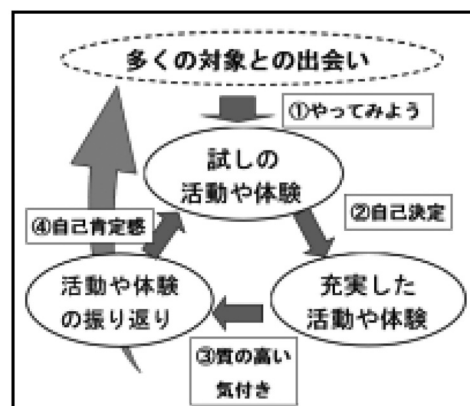 多くの対象との出会い
①やってみよう
試しの
活動や体験
②自己決定
④自己肯定感
充実した
活動や体験
活動や体験
の振り返り
③質の高い
気付き